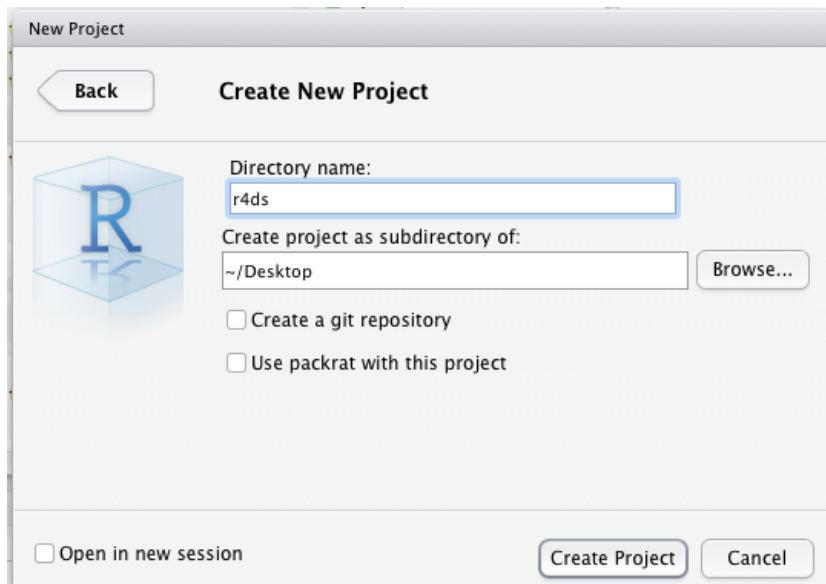 New Project
Back
Create New Project
R
Directory name:
r4ds
Create project as subdirectory of:
~/Desktop
Browse...
Create a git repository
Use packrat with this project
Open in new session
Create Project
Cancel